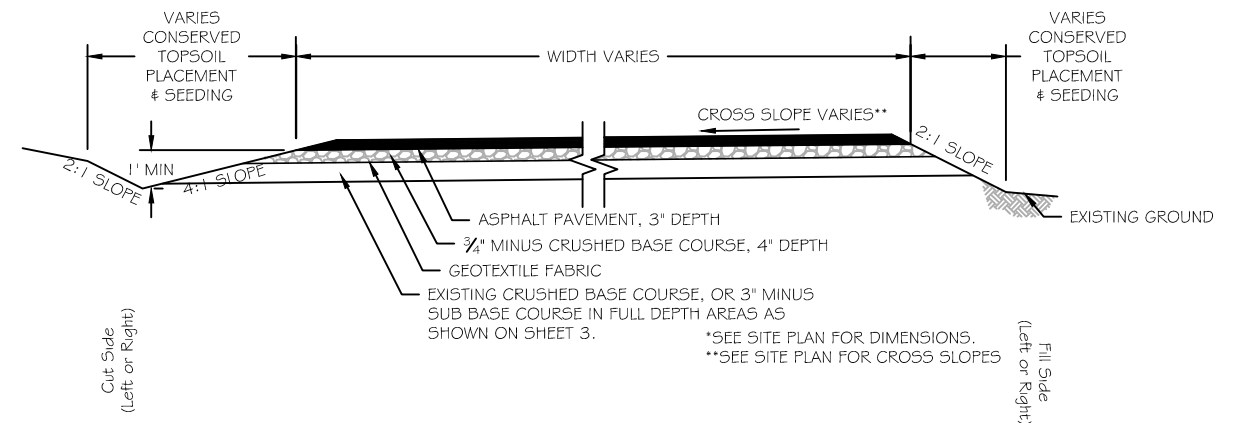 VARIES
CONSERVED
TOPSOIL
PLACEMENT
& SEEDING
WIDTH VARIES
VARIES
CONSERVED
TOPSOIL
PLACEMENT
& SEEDING
CROSS SLOPE VARIES**
2:1 SLOPE
1' MIN
4:1 SLOPE
2:1 SLOPE
ASPHALT PAVEMENT, 3" DEPTH
3/4" MINUS CRUSHED BASE COURSE, 4" DEPTH
GEOTEXTILE FABRIC
EXISTING CRUSHED BASE COURSE, OR 3" MINUS
SUB BASE COURSE IN FULL DEPTH AREAS AS
SHOWN ON SHEET 3.
EXISTING GROUND
*SEE SITE PLAN FOR DIMENSIONS.
**SEE SITE PLAN FOR CROSS SLOPES
Cut Side
(Left or Right)
Fill Side
(Left or Right)